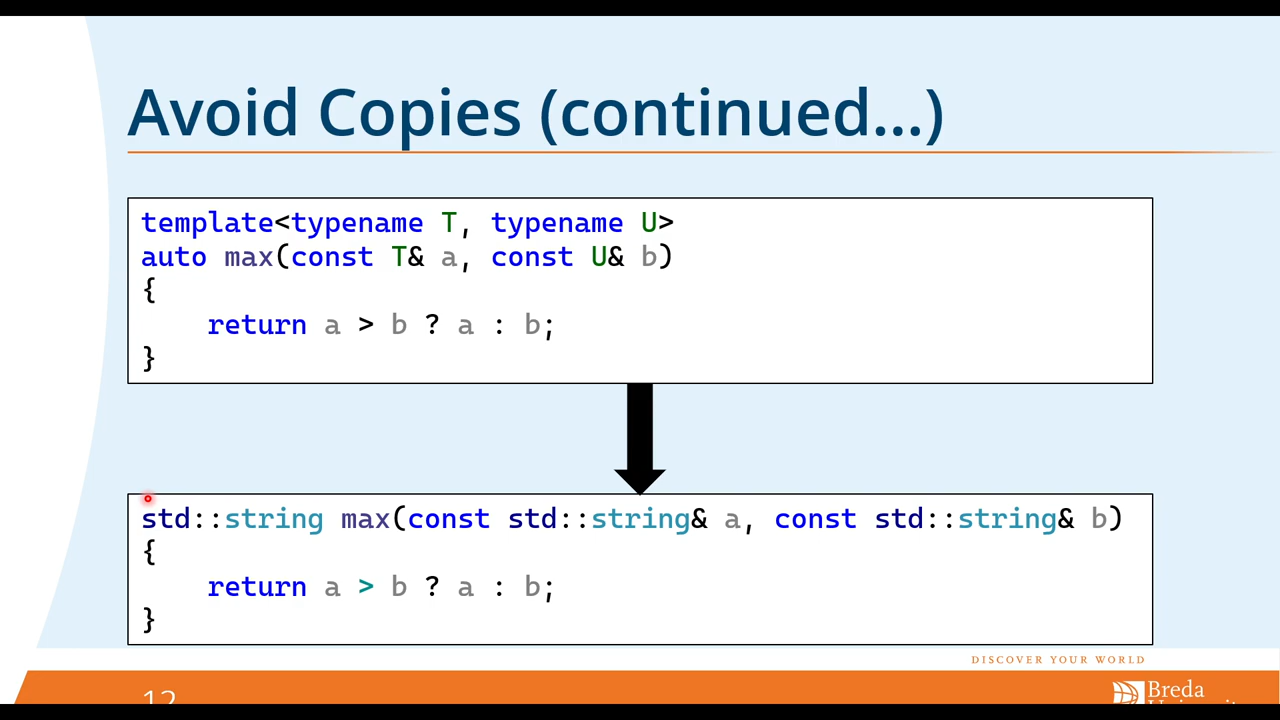 Avoid Copies (continued...)
template<typename T, typename U>
auto max(const T& a, const U& b)
{
    return a > b ? a : b;
}
std::string max(const std::string& a, const std::string& b)
{
    return a > b ? a : b;
}
DISCOVER YOUR WORLD
12
Breda